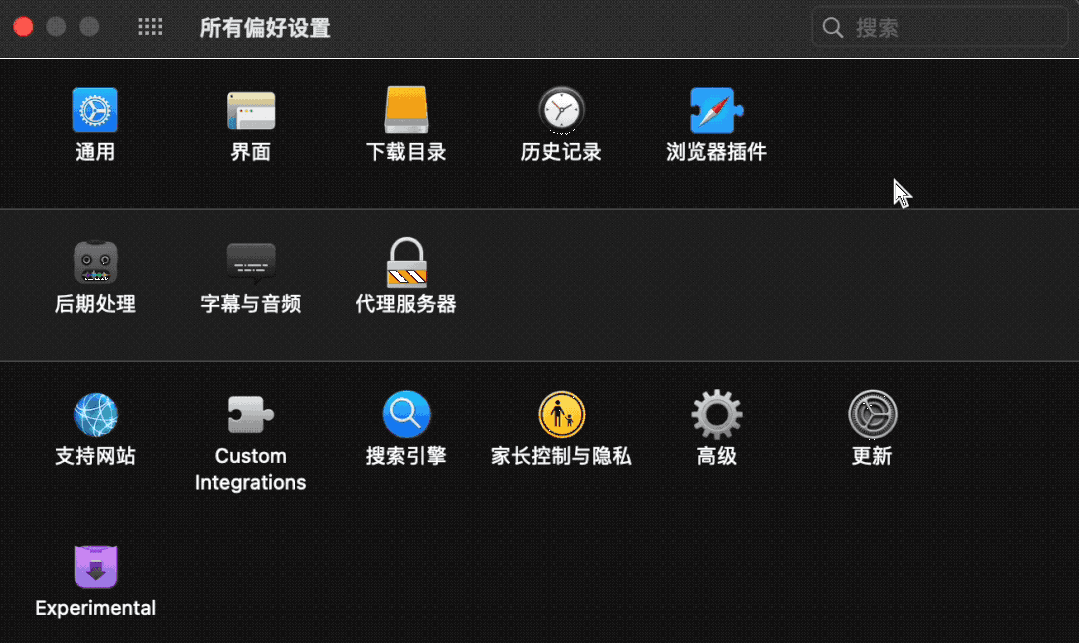 所有偏好设置
搜索
通用
界面
下载目录
历史记录
浏览器插件
后期处理
字幕与音频
代理服务器
支持网站
Custom
Integrations
搜索引擎
家长控制与隐私
高级
更新
Experimental